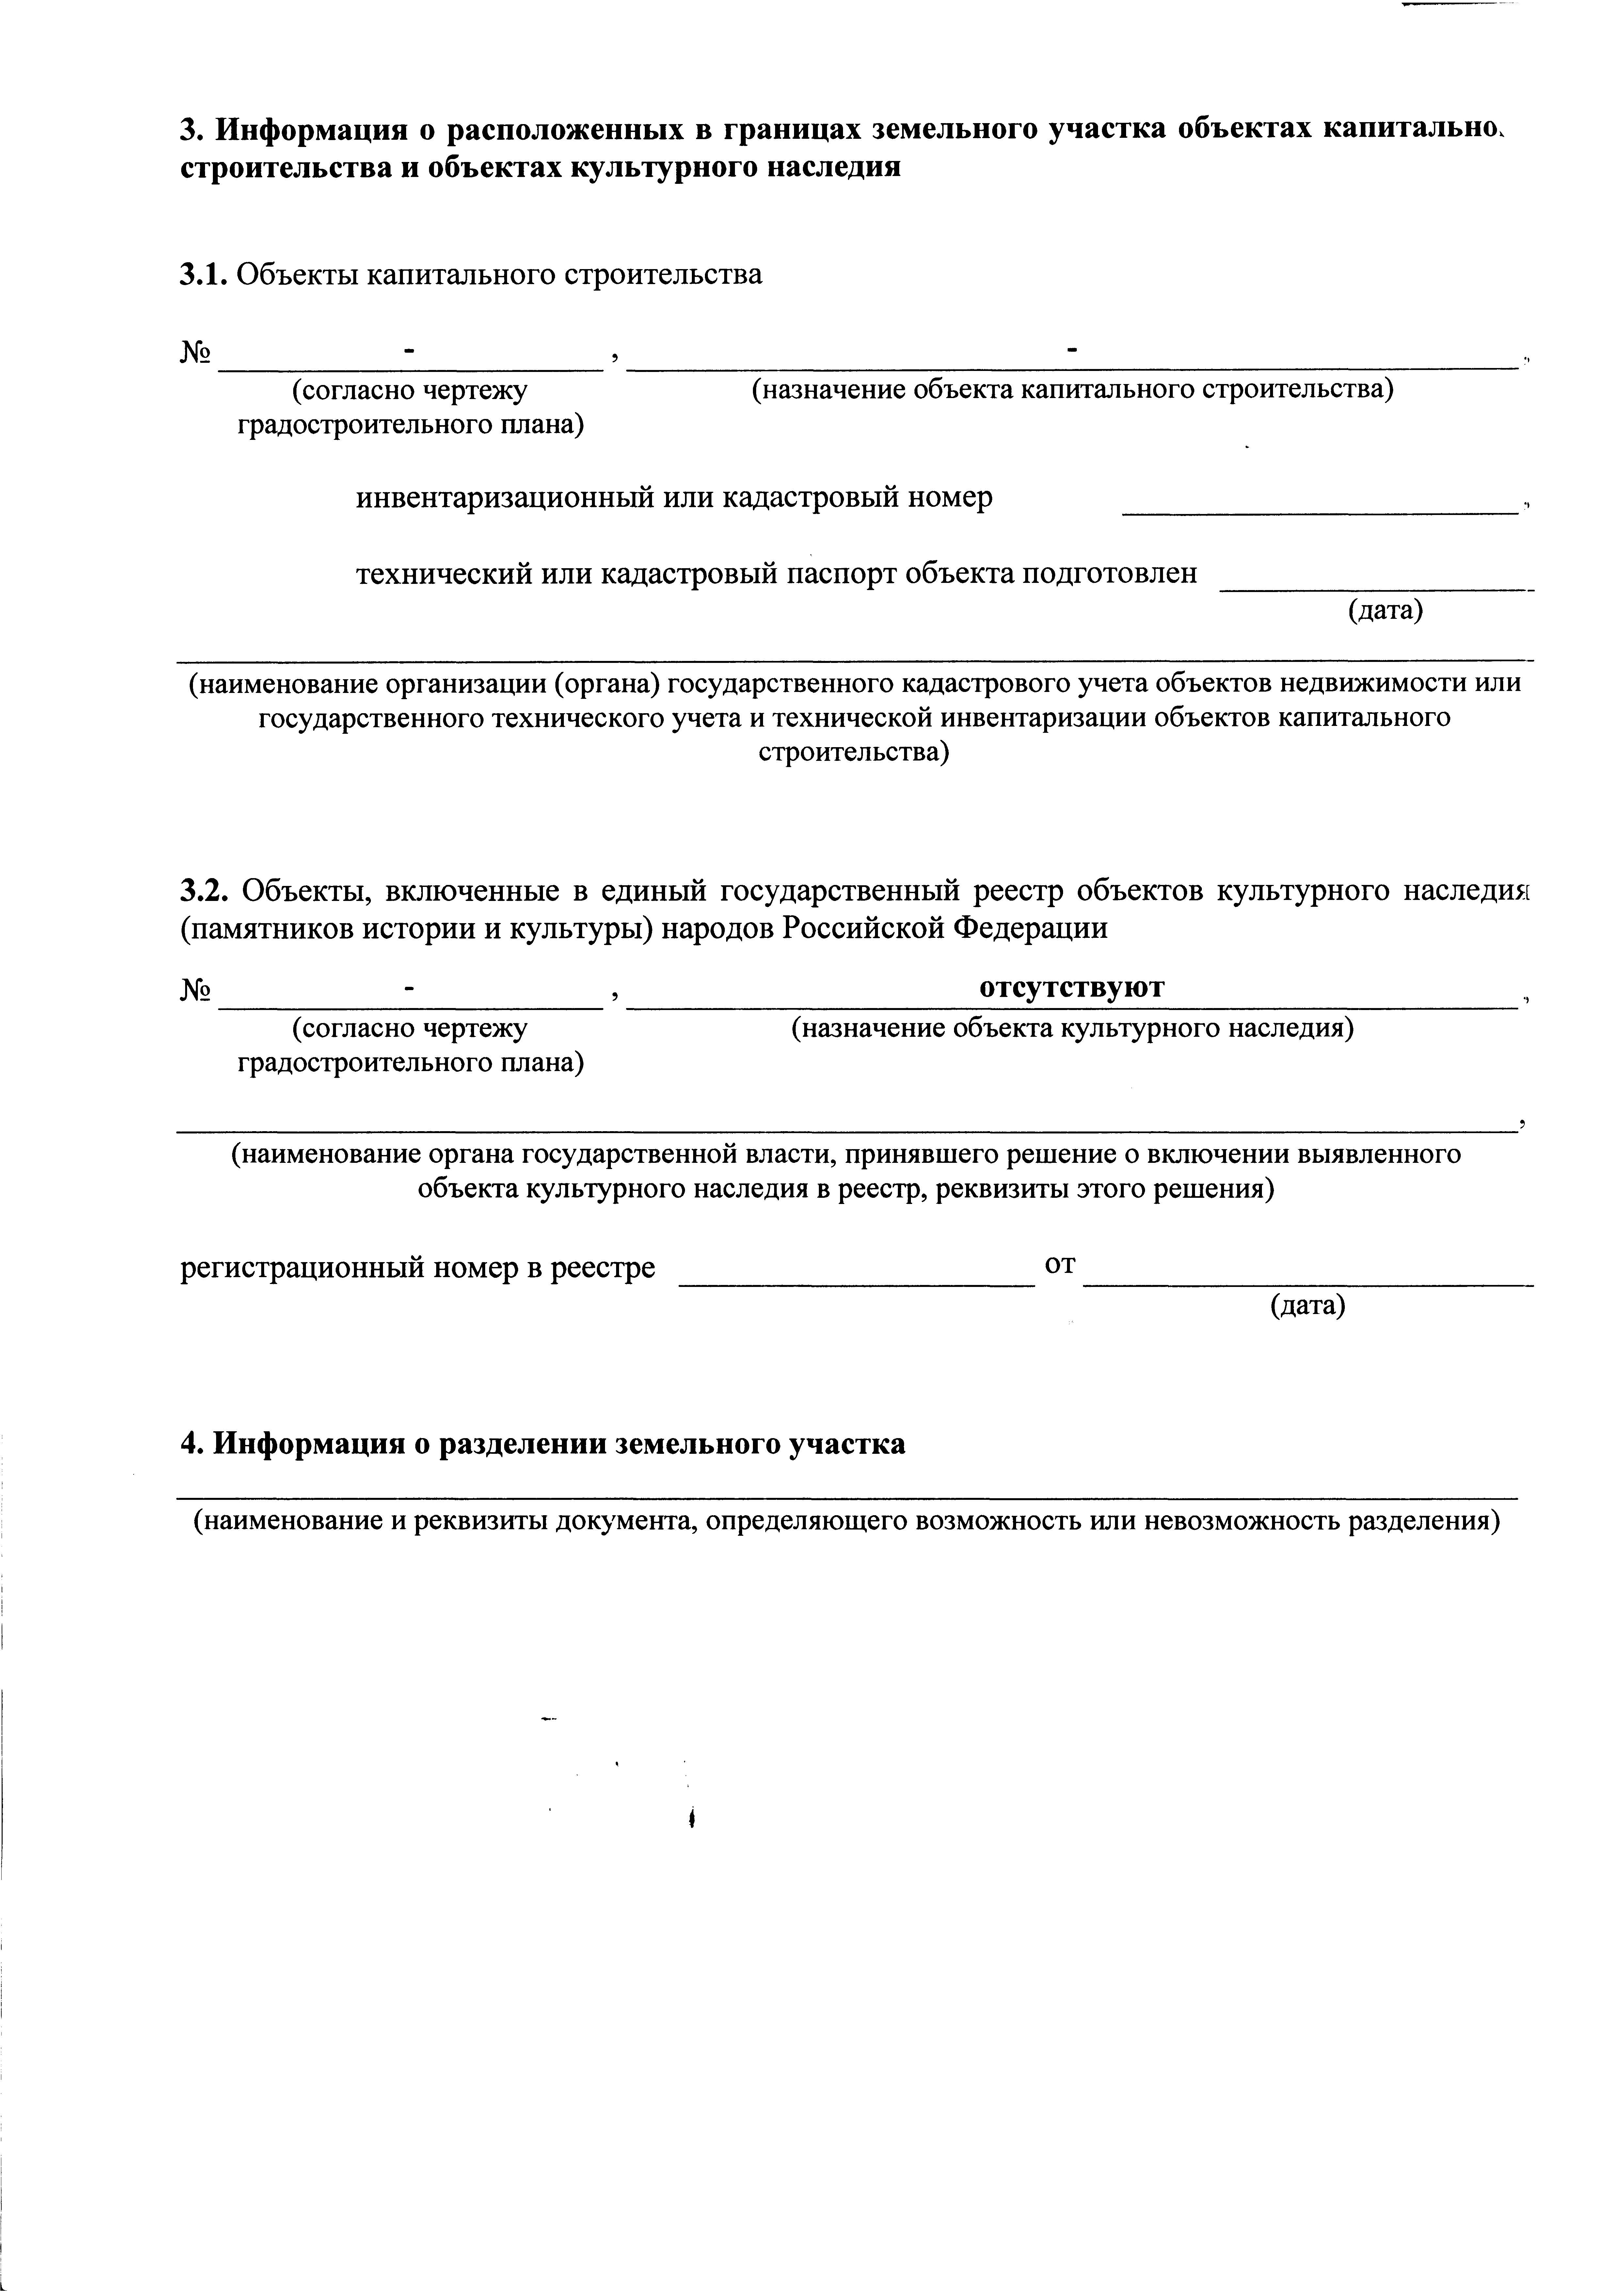 3. Информация о расположенных в границах земельного участка объектах капитально
строительства и объектах культурного наследия
3.1. Объекты капитального строительства
№ - , - ,
(согласно чертежу градостроительного плана) (назначение объекта капитального строительства)
инвентаризационный или кадастровый номер ,
технический или кадастровый паспорт объекта подготовлен
(дата)
(наименование организации (органа) государственного кадастрового учета объектов недвижимости или
государственного технического учета и технической инвентаризации объектов капитального
строительства)
3.2. Объекты, включенные в единый государственный реестр объектов культурного наследия
(памятников истории и культуры) народов Российской Федерации
№ - , отсутствуют ,
(согласно чертежу градостроительного плана) (назначение объекта культурного наследия)
,
(наименование органа государственной власти, принявшего решение о включении выявленного
объекта культурного наследия в реестр, реквизиты этого решения)
регистрационный номер в реестре от
(дата)
4. Информация о разделении земельного участка
(наименование и реквизиты документа, определяющего возможность или невозможность разделения)